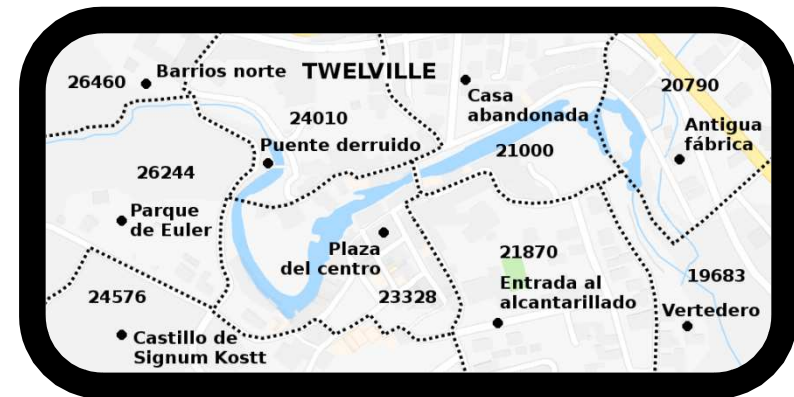 TWELVILLE
26460
Barrios norte
24010
Puente derruido
Casa
abandonada
21000
20790
Antigua
fábrica
26244
Parque
de Euler
Plaza
del centro
23328
21870
Entrada al
alcantarillado
19683
Vertedero
24576
Castillo de
Signum Kostt